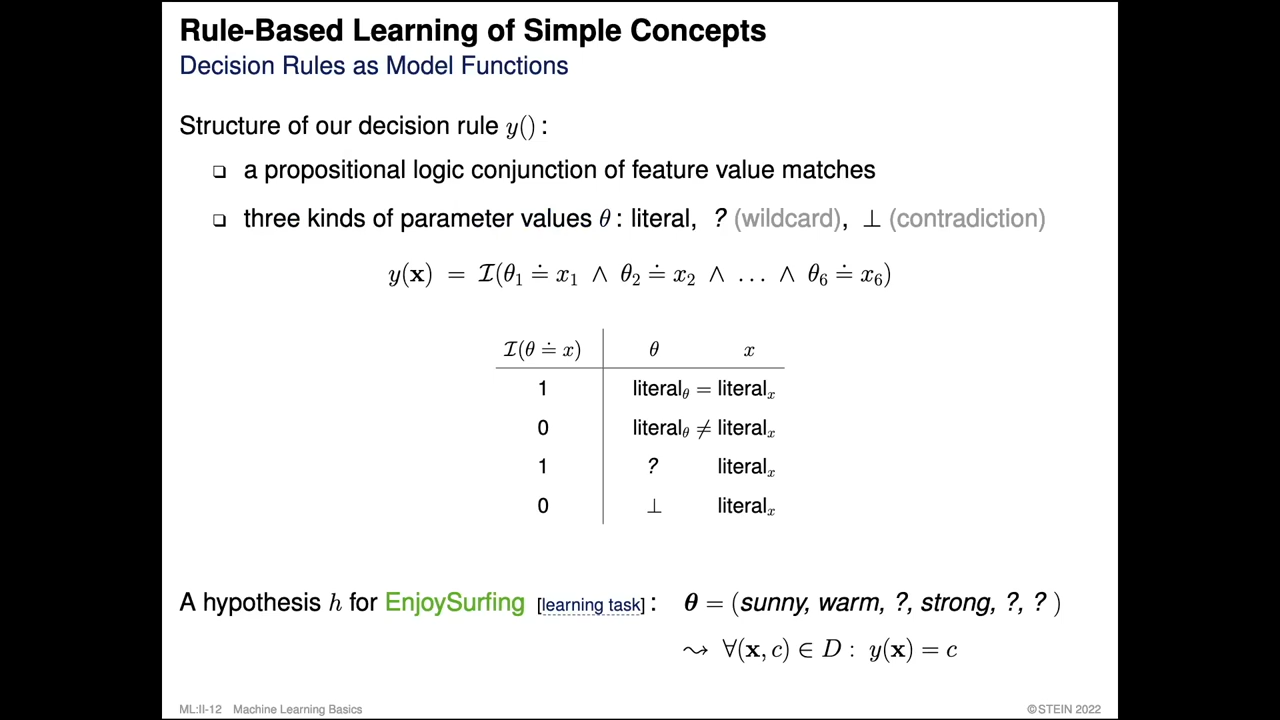 Rule-Based Learning of Simple Concepts
Decision Rules as Model Functions
Structure of our decision rule y() :
❑ a propositional logic conjunction of feature value matches
❑ three kinds of parameter values θ : literal, ? (wildcard), ⊥ (contradiction)
y(x) = I(θ₁ ≐ x₁ ∧ θ₂ ≐ x₂ ∧ … ∧ θ₆ ≐ x₆)
I(θ ≐ x) θ x
1 literal_θ = literal_x
0 literal_θ ≠ literal_x
1 ? literal_x
0 ⊥ literal_x
A hypothesis h for EnjoySurfing [learning task] : θ = (sunny, warm, ?, strong, ?, ? )
⇝ ∀(x, c) ∈ D : y(x) = c
ML:II-12 Machine Learning Basics ©STEIN 2022